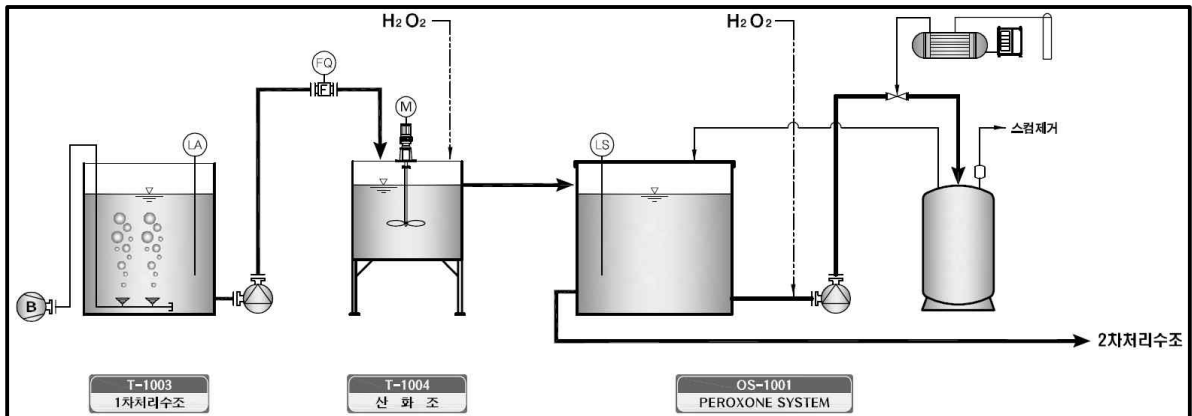 H2O2
H2O2
FQ
F
M
LA
LS
스컴제거
B
2차처리수조
T-1003
1차처리수조
T-1004
산 화 조
OS-1001
PEROXONE SYSTEM